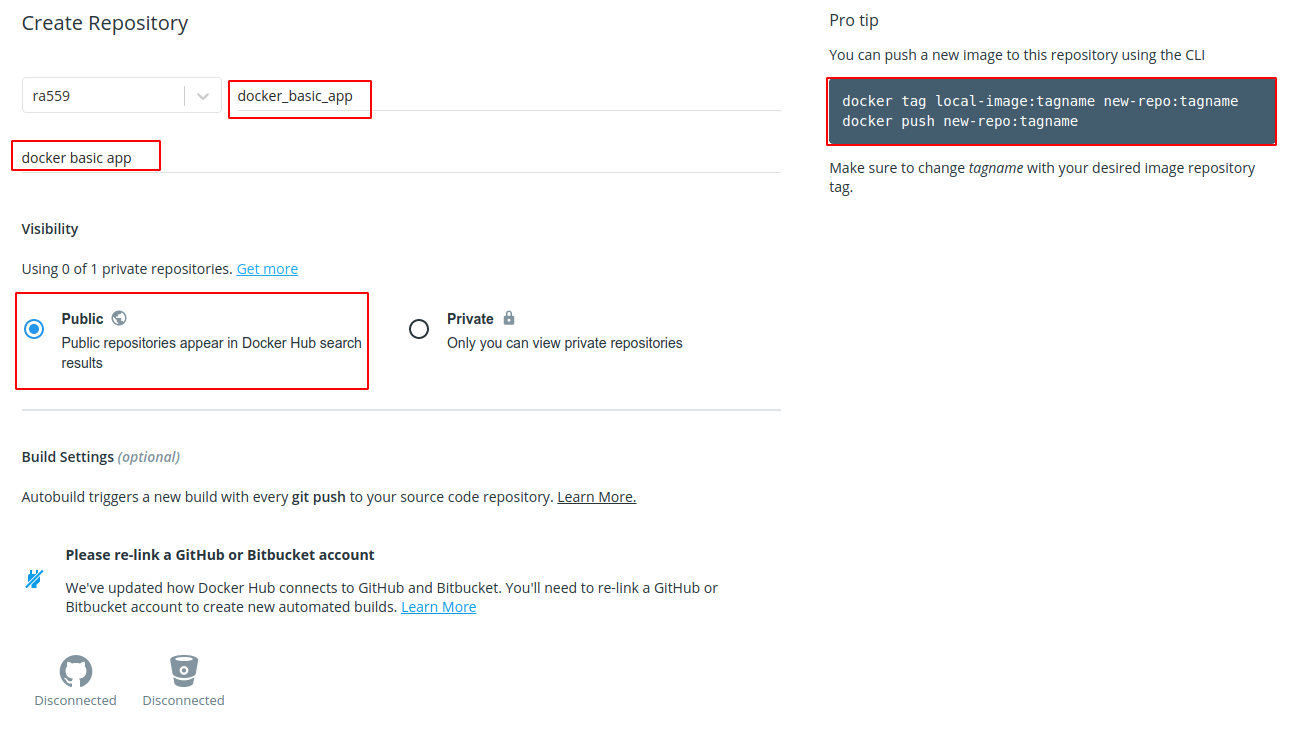 Create Repository
ra559
docker_basic_app
docker basic app
Visibility
Using 0 of 1 private repositories. Get more
Public
Public repositories appear in Docker Hub search
results
Private
Only you can view private repositories
Build Settings (optional)
Autobuild triggers a new build with every git push to your source code repository. Learn More.
Please re-link a GitHub or Bitbucket account
We've updated how Docker Hub connects to GitHub and Bitbucket. You'll need to re-link a GitHub or
Bitbucket account to create new automated builds. Learn More
Disconnected
Disconnected
Pro tip
You can push a new image to this repository using the CLI
docker tag local-image:tagname new-repo:tagname
docker push new-repo:tagname
Make sure to change tagname with your desired image repository
tag.